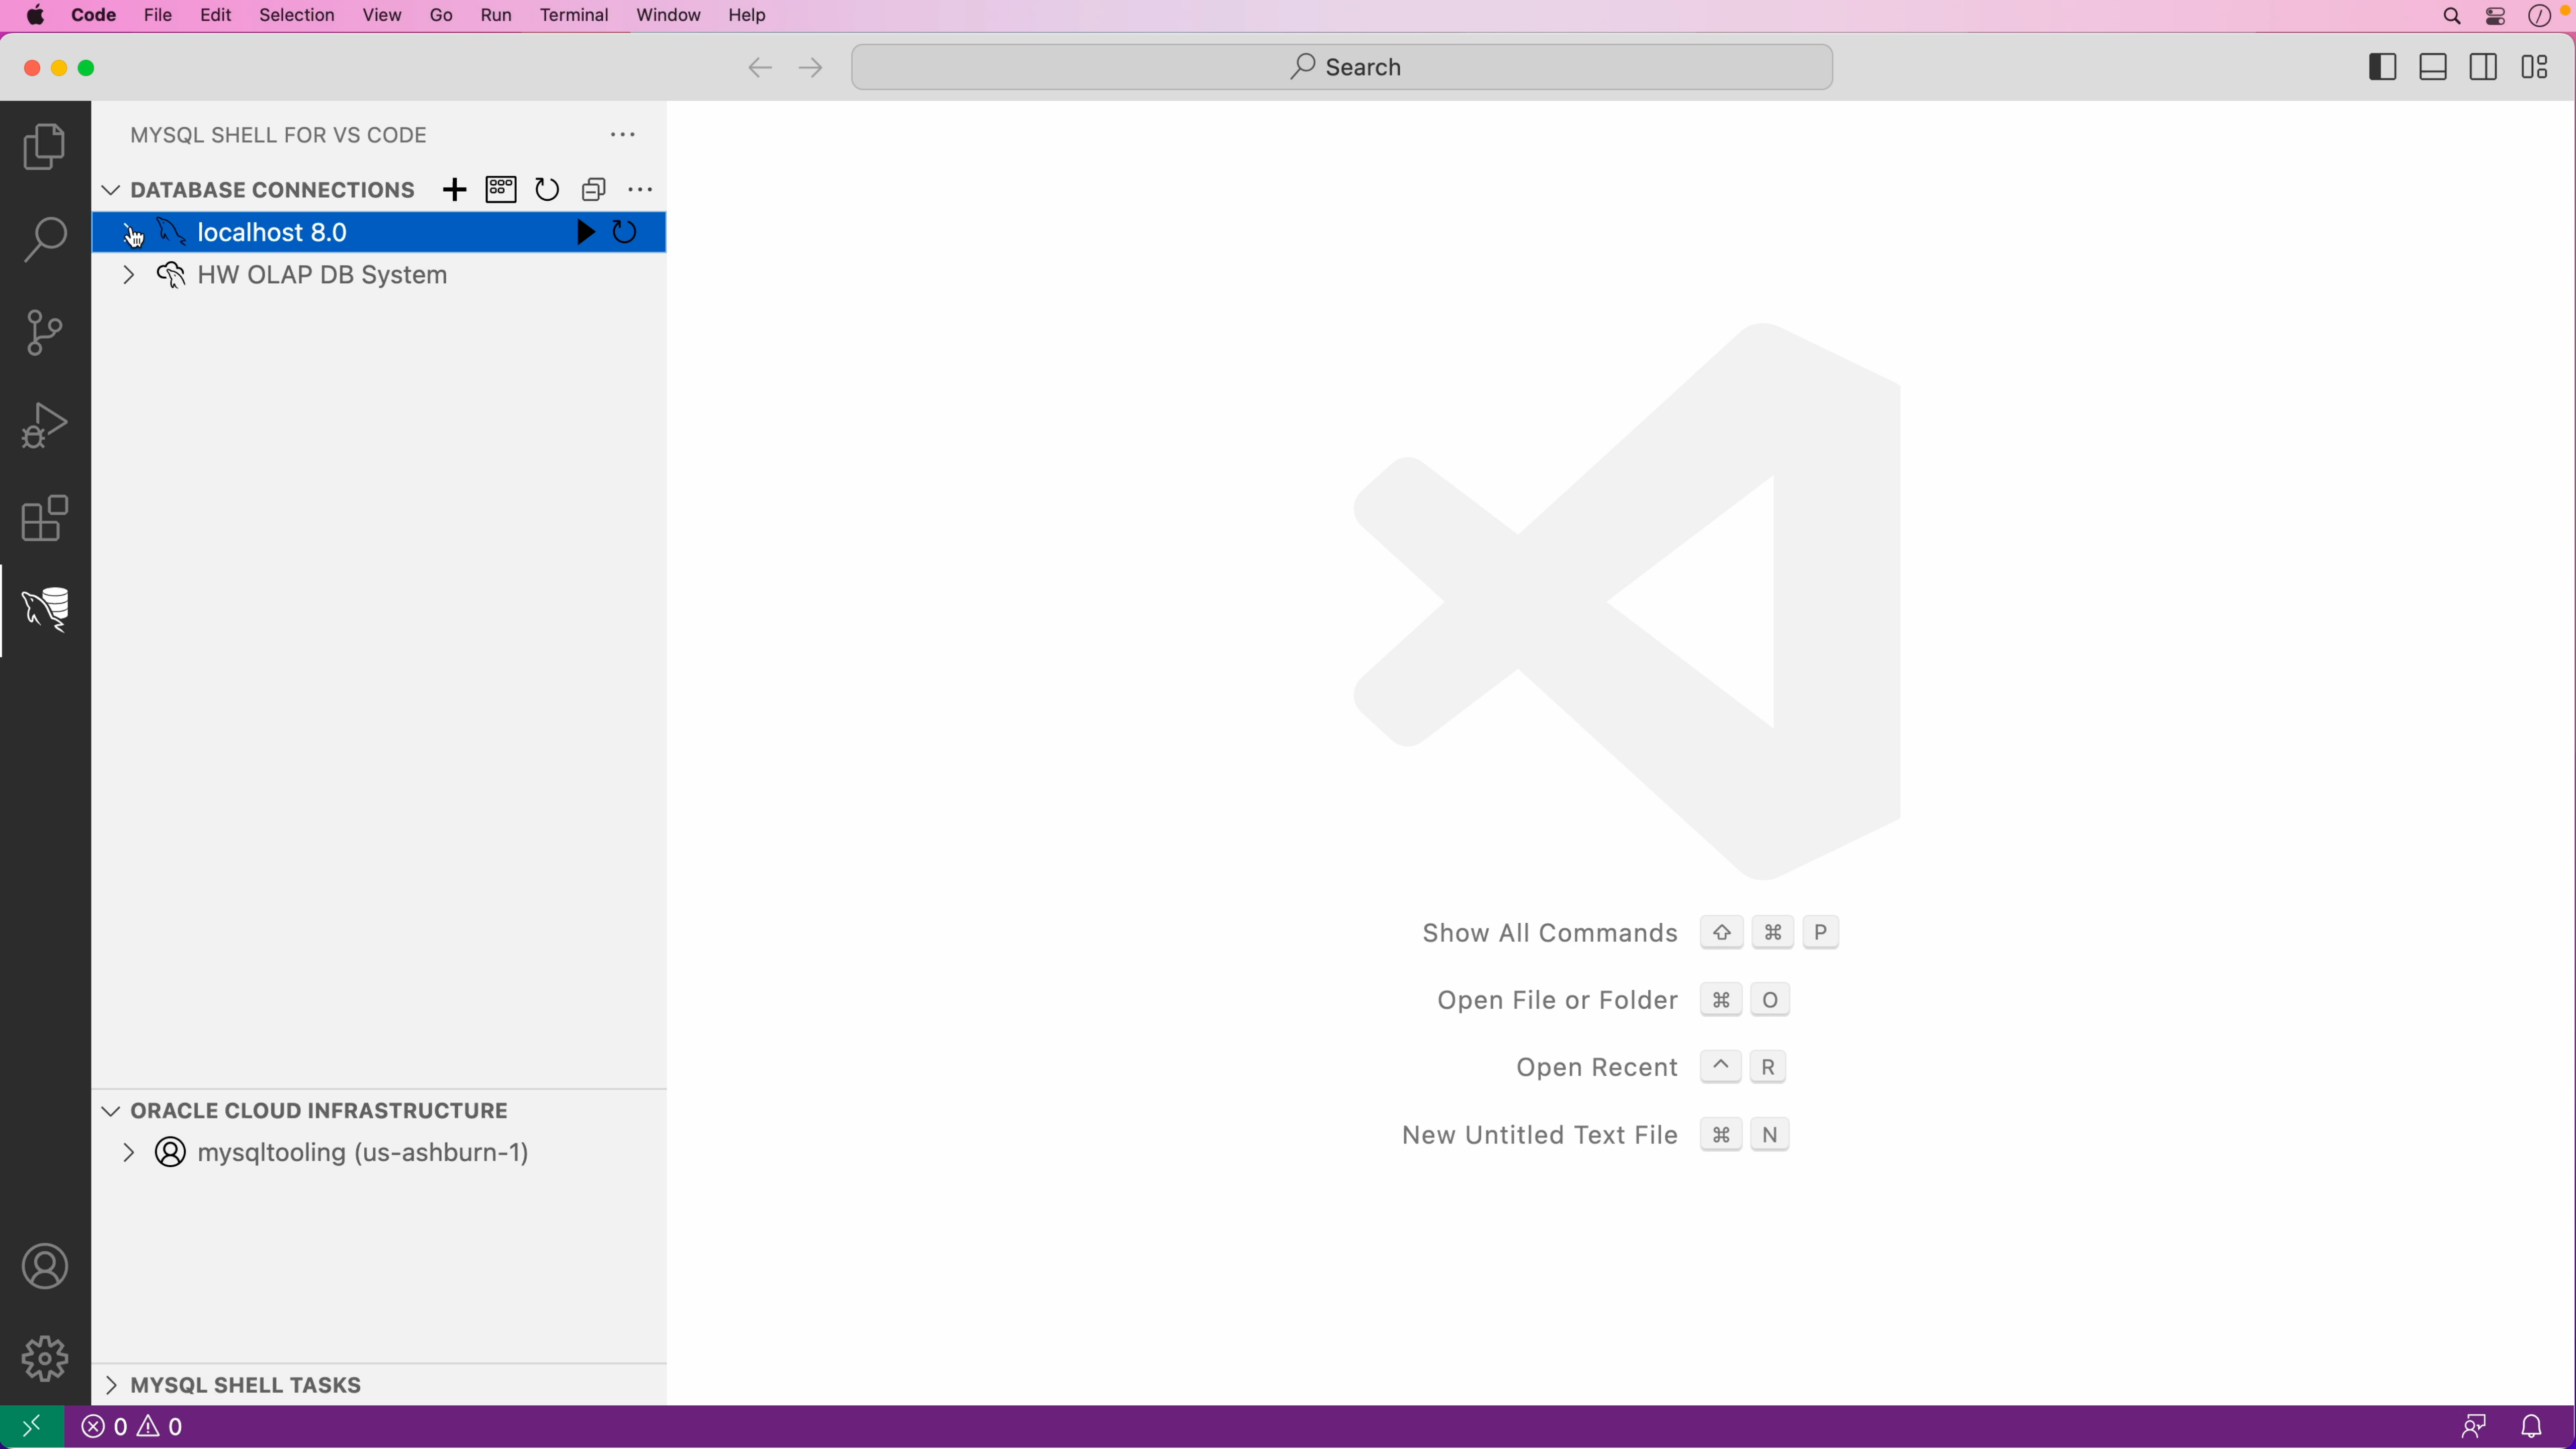 Code File Edit Selection View Go Run Terminal Window Help
Search
MYSQL SHELL FOR VS CODE
DATABASE CONNECTIONS
localhost 8.0
HW OLAP DB System
Show All Commands ⇧ ⌘ P
Open File or Folder ⌘ O
Open Recent ^ R
New Untitled Text File ⌘ N
ORACLE CLOUD INFRASTRUCTURE
mysqltooling (us-ashburn-1)
MYSQL SHELL TASKS
0 0